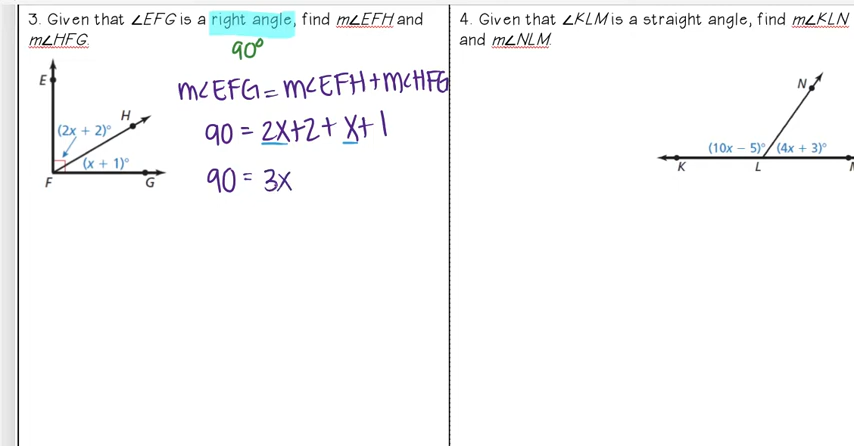 3. Given that ∠EFG is a right angle, find m∠EFH and
m∠HFG.
90°
E
H
(2x + 2)°
(x + 1)°
F
G
m∠EFG = m∠EFH + m∠HFG
90 = 2x+2 + x+1
90 = 3x
4. Given that ∠KLM is a straight angle, find m∠KLN
and m∠NLM.
N
(10x − 5)°
(4x + 3)°
K
L